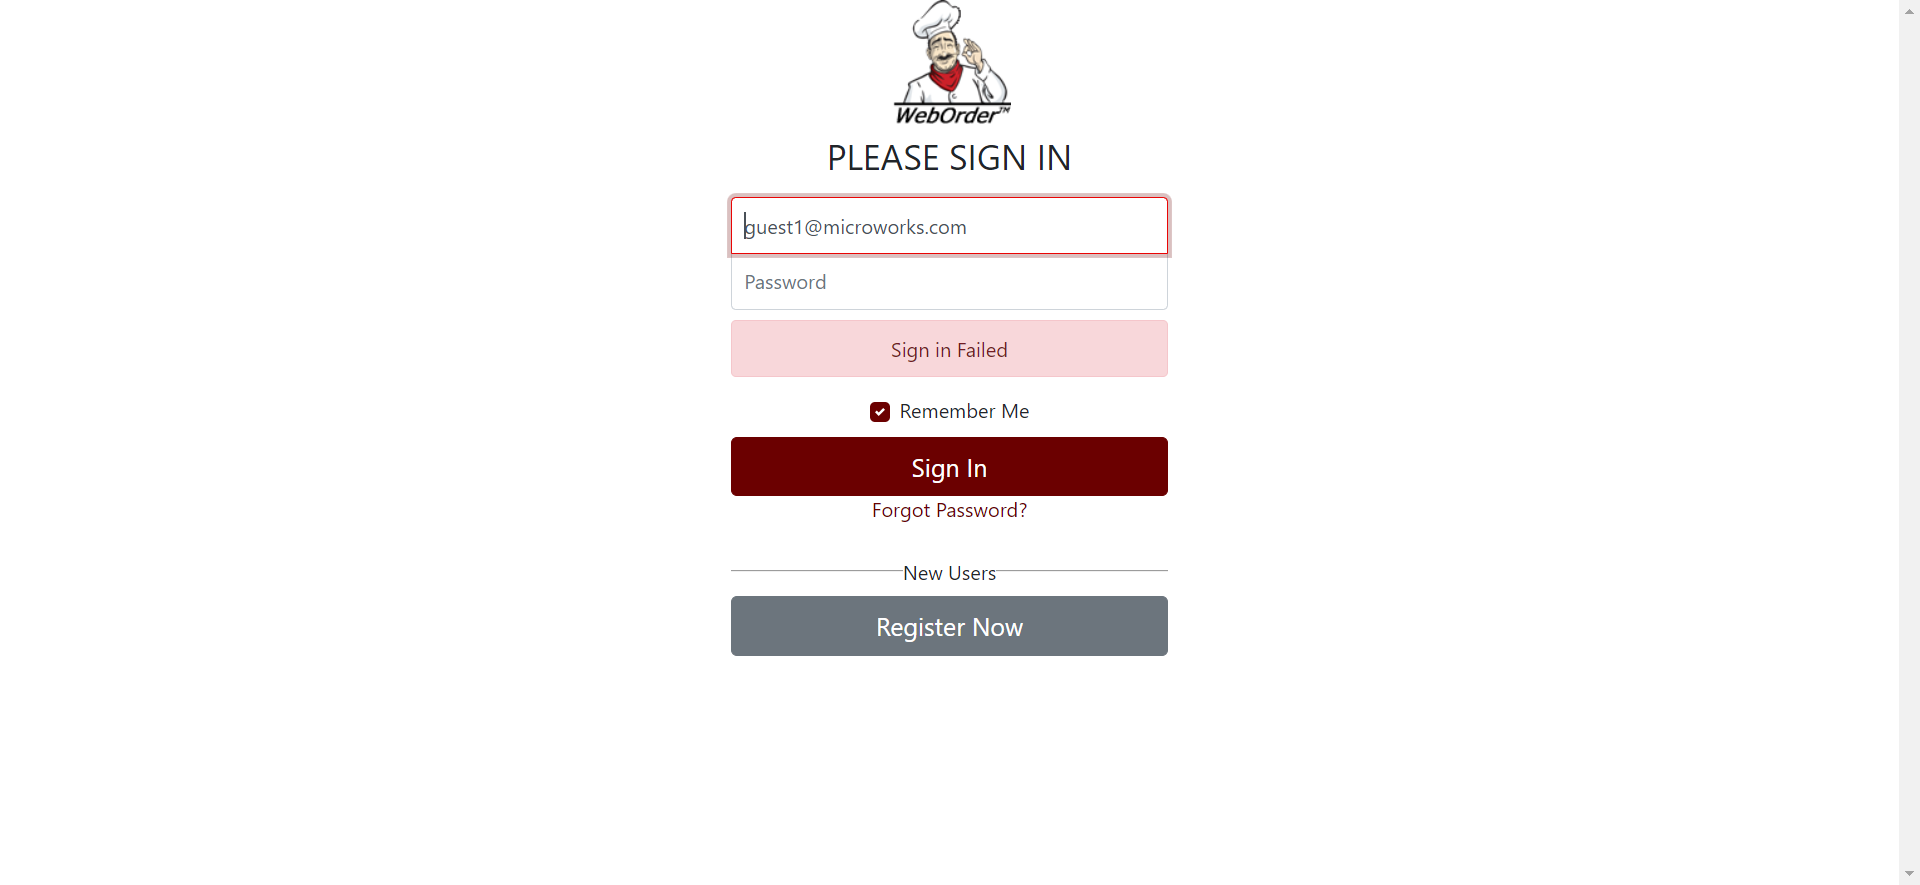 WebOrder™
PLEASE SIGN IN
guest1@microworks.com
Password
Sign in Failed
Remember Me
Sign In
Forgot Password?
New Users
Register Now